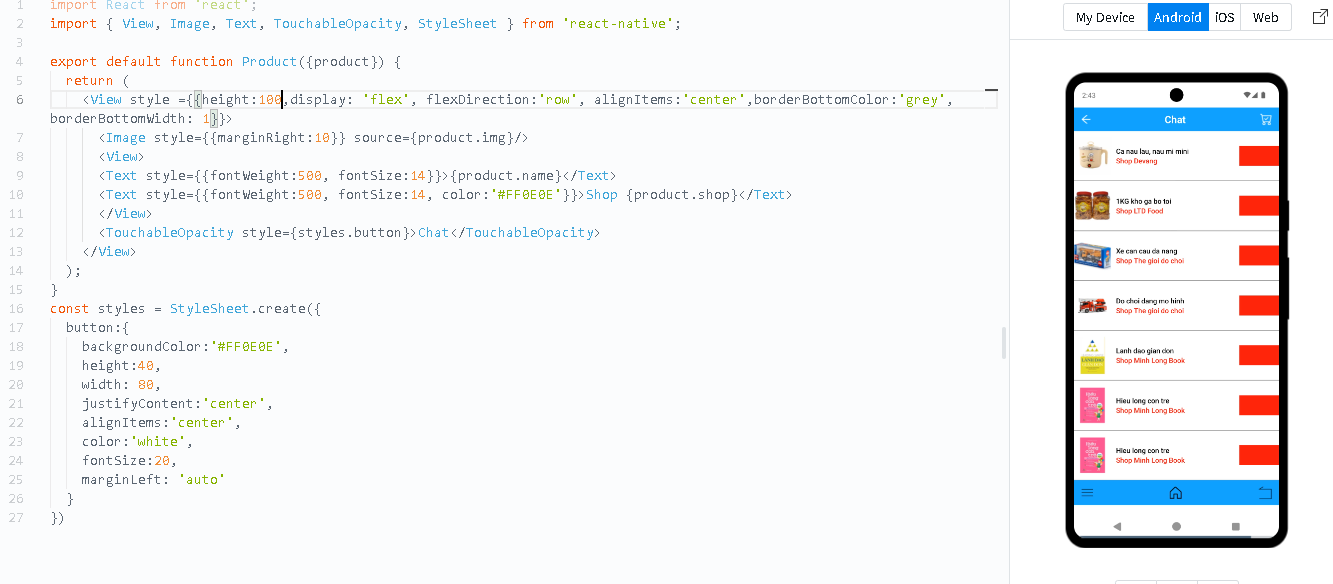 1 import React from 'react';
2 import { View, Image, Text, TouchableOpacity, StyleSheet } from 'react-native';
3
4 export default function Product({product}) {
5 return (
6 <View style ={{height:100,display: 'flex', flexDirection:'row', alignItems:'center',borderBottomColor:'grey',
borderBottomWidth: 1}}>
7 <Image style={{marginRight:10}} source={product.img}/>
8 <View>
9 <Text style={{fontWeight:500, fontSize:14}}>{product.name}</Text>
10 <Text style={{fontWeight:500, fontSize:14, color:'#FF0E0E'}}>Shop {product.shop}</Text>
11 </View>
12 <TouchableOpacity style={styles.button}>Chat</TouchableOpacity>
13 </View>
14 );
15 }
16 const styles = StyleSheet.create({
17 button:{
18 backgroundColor:'#FF0E0E',
19 height:40,
20 width: 80,
21 justifyContent:'center',
22 alignItems:'center',
23 color:'white',
24 fontSize:20,
25 marginLeft: 'auto'
26 }
27 })
My Device Android iOS Web
2:43
Chat
Ca nau lau, nau mi mini
Shop Devang
1KG kho ga bo toi
Shop LTD Food
Xe can cau da nang
Shop The gioi do choi
Do choi dang mo hinh
Shop The gioi do choi
Lanh dao gian don
Shop Minh Long Book
Hieu long con tre
Shop Minh Long Book
Hieu long con tre
Shop Minh Long Book